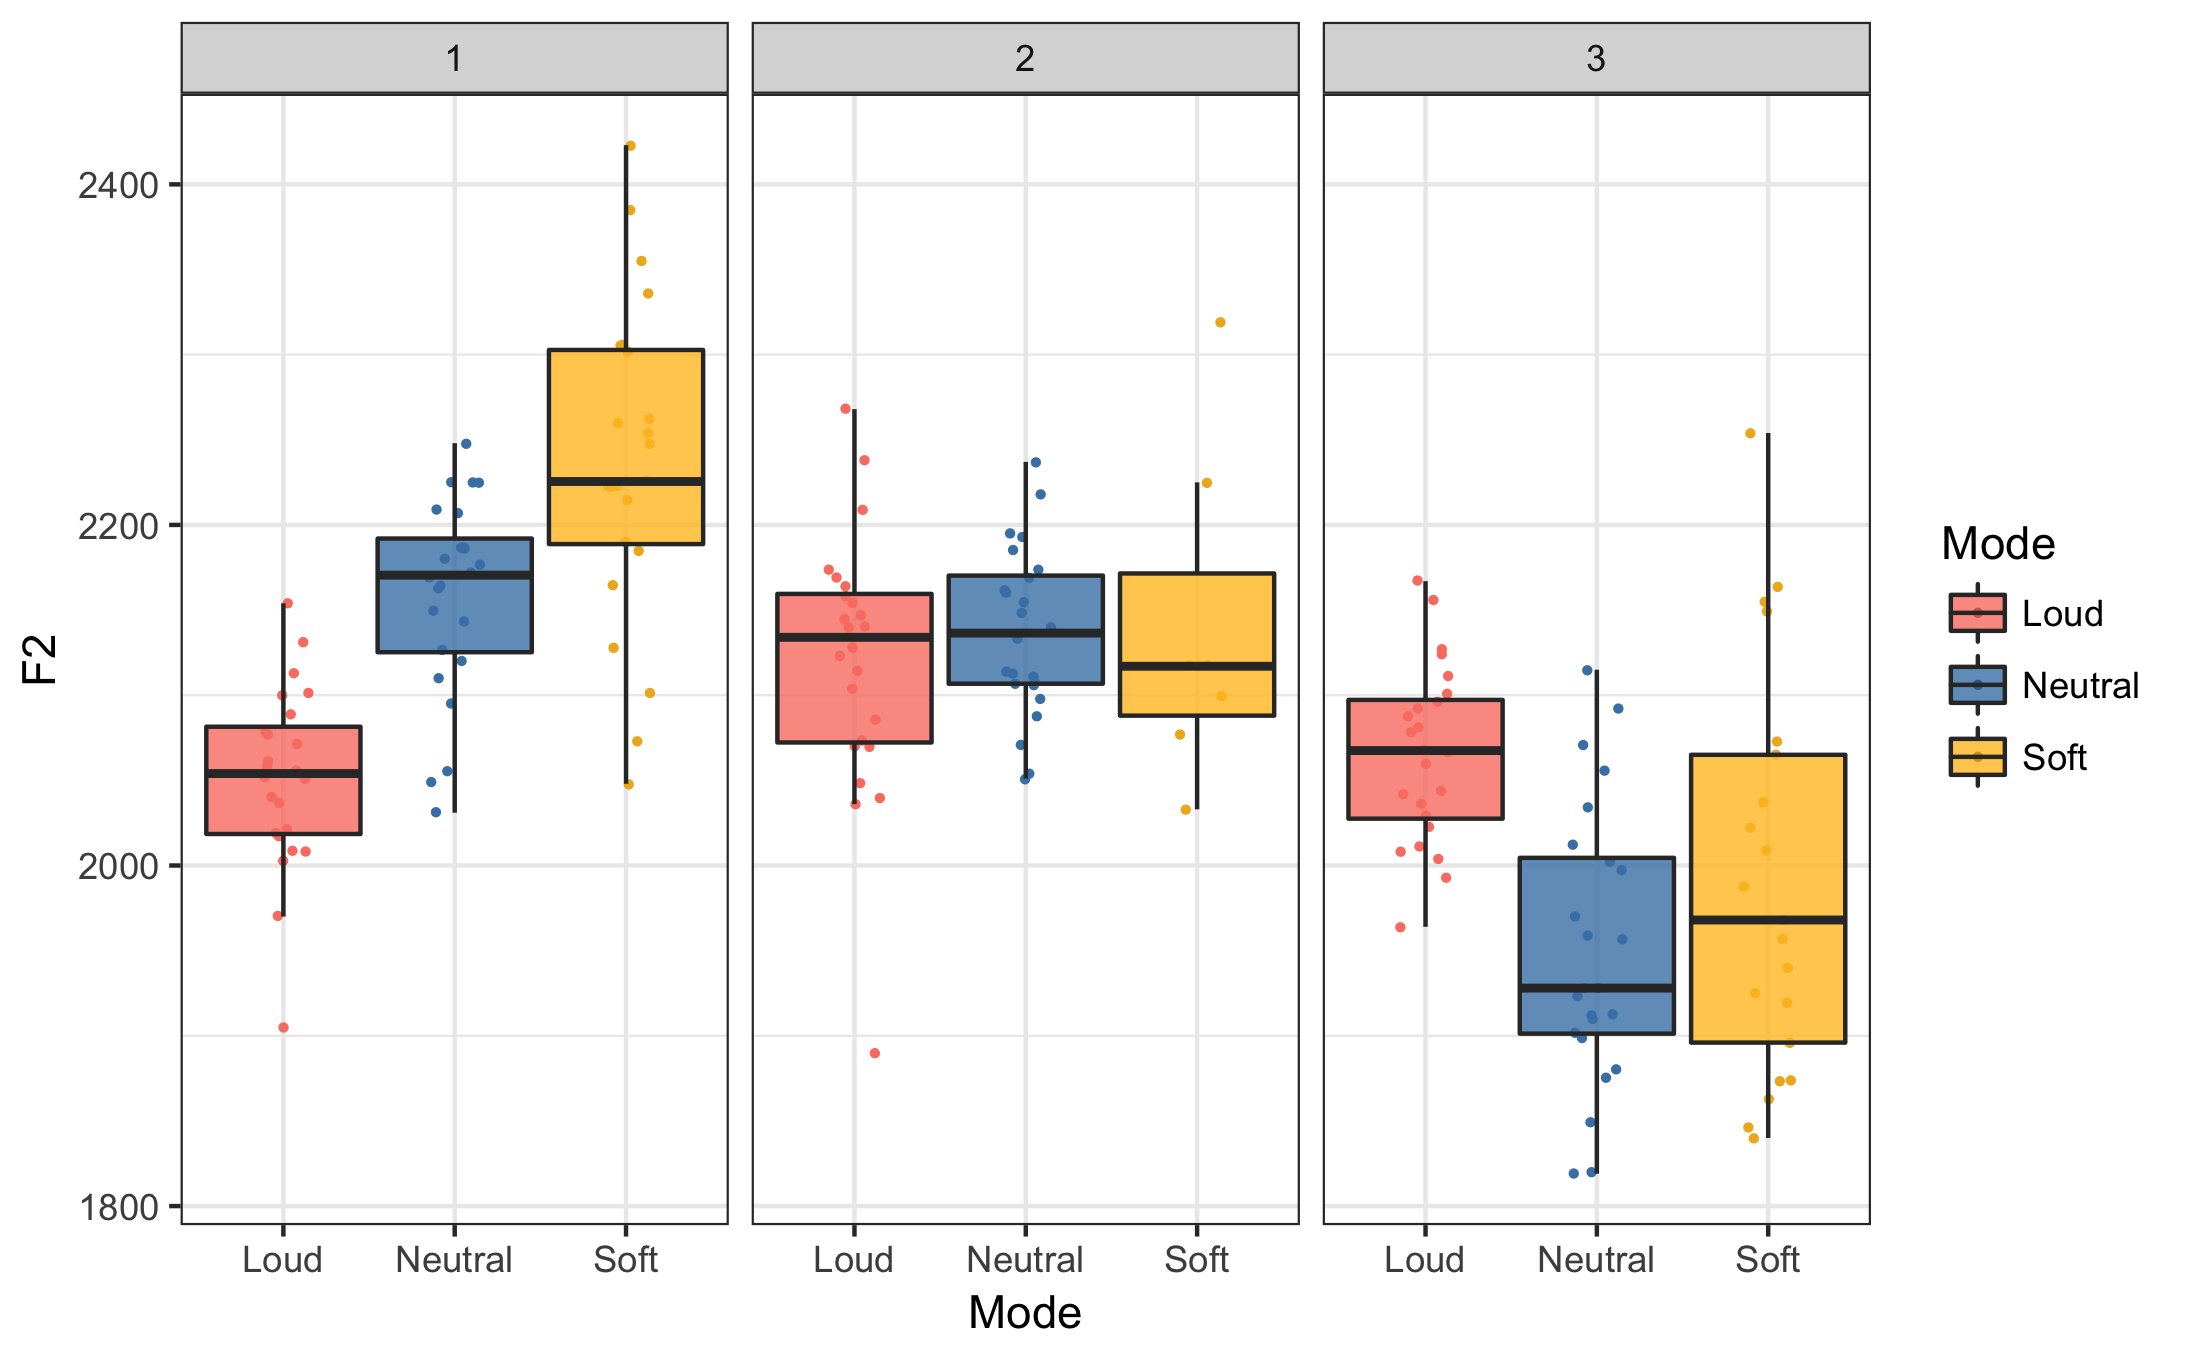 1 2 3
2400
2200
2000
1800
F2
Loud Neutral Soft Loud Neutral Soft Loud Neutral Soft
Mode
Mode
Loud
Neutral
Soft